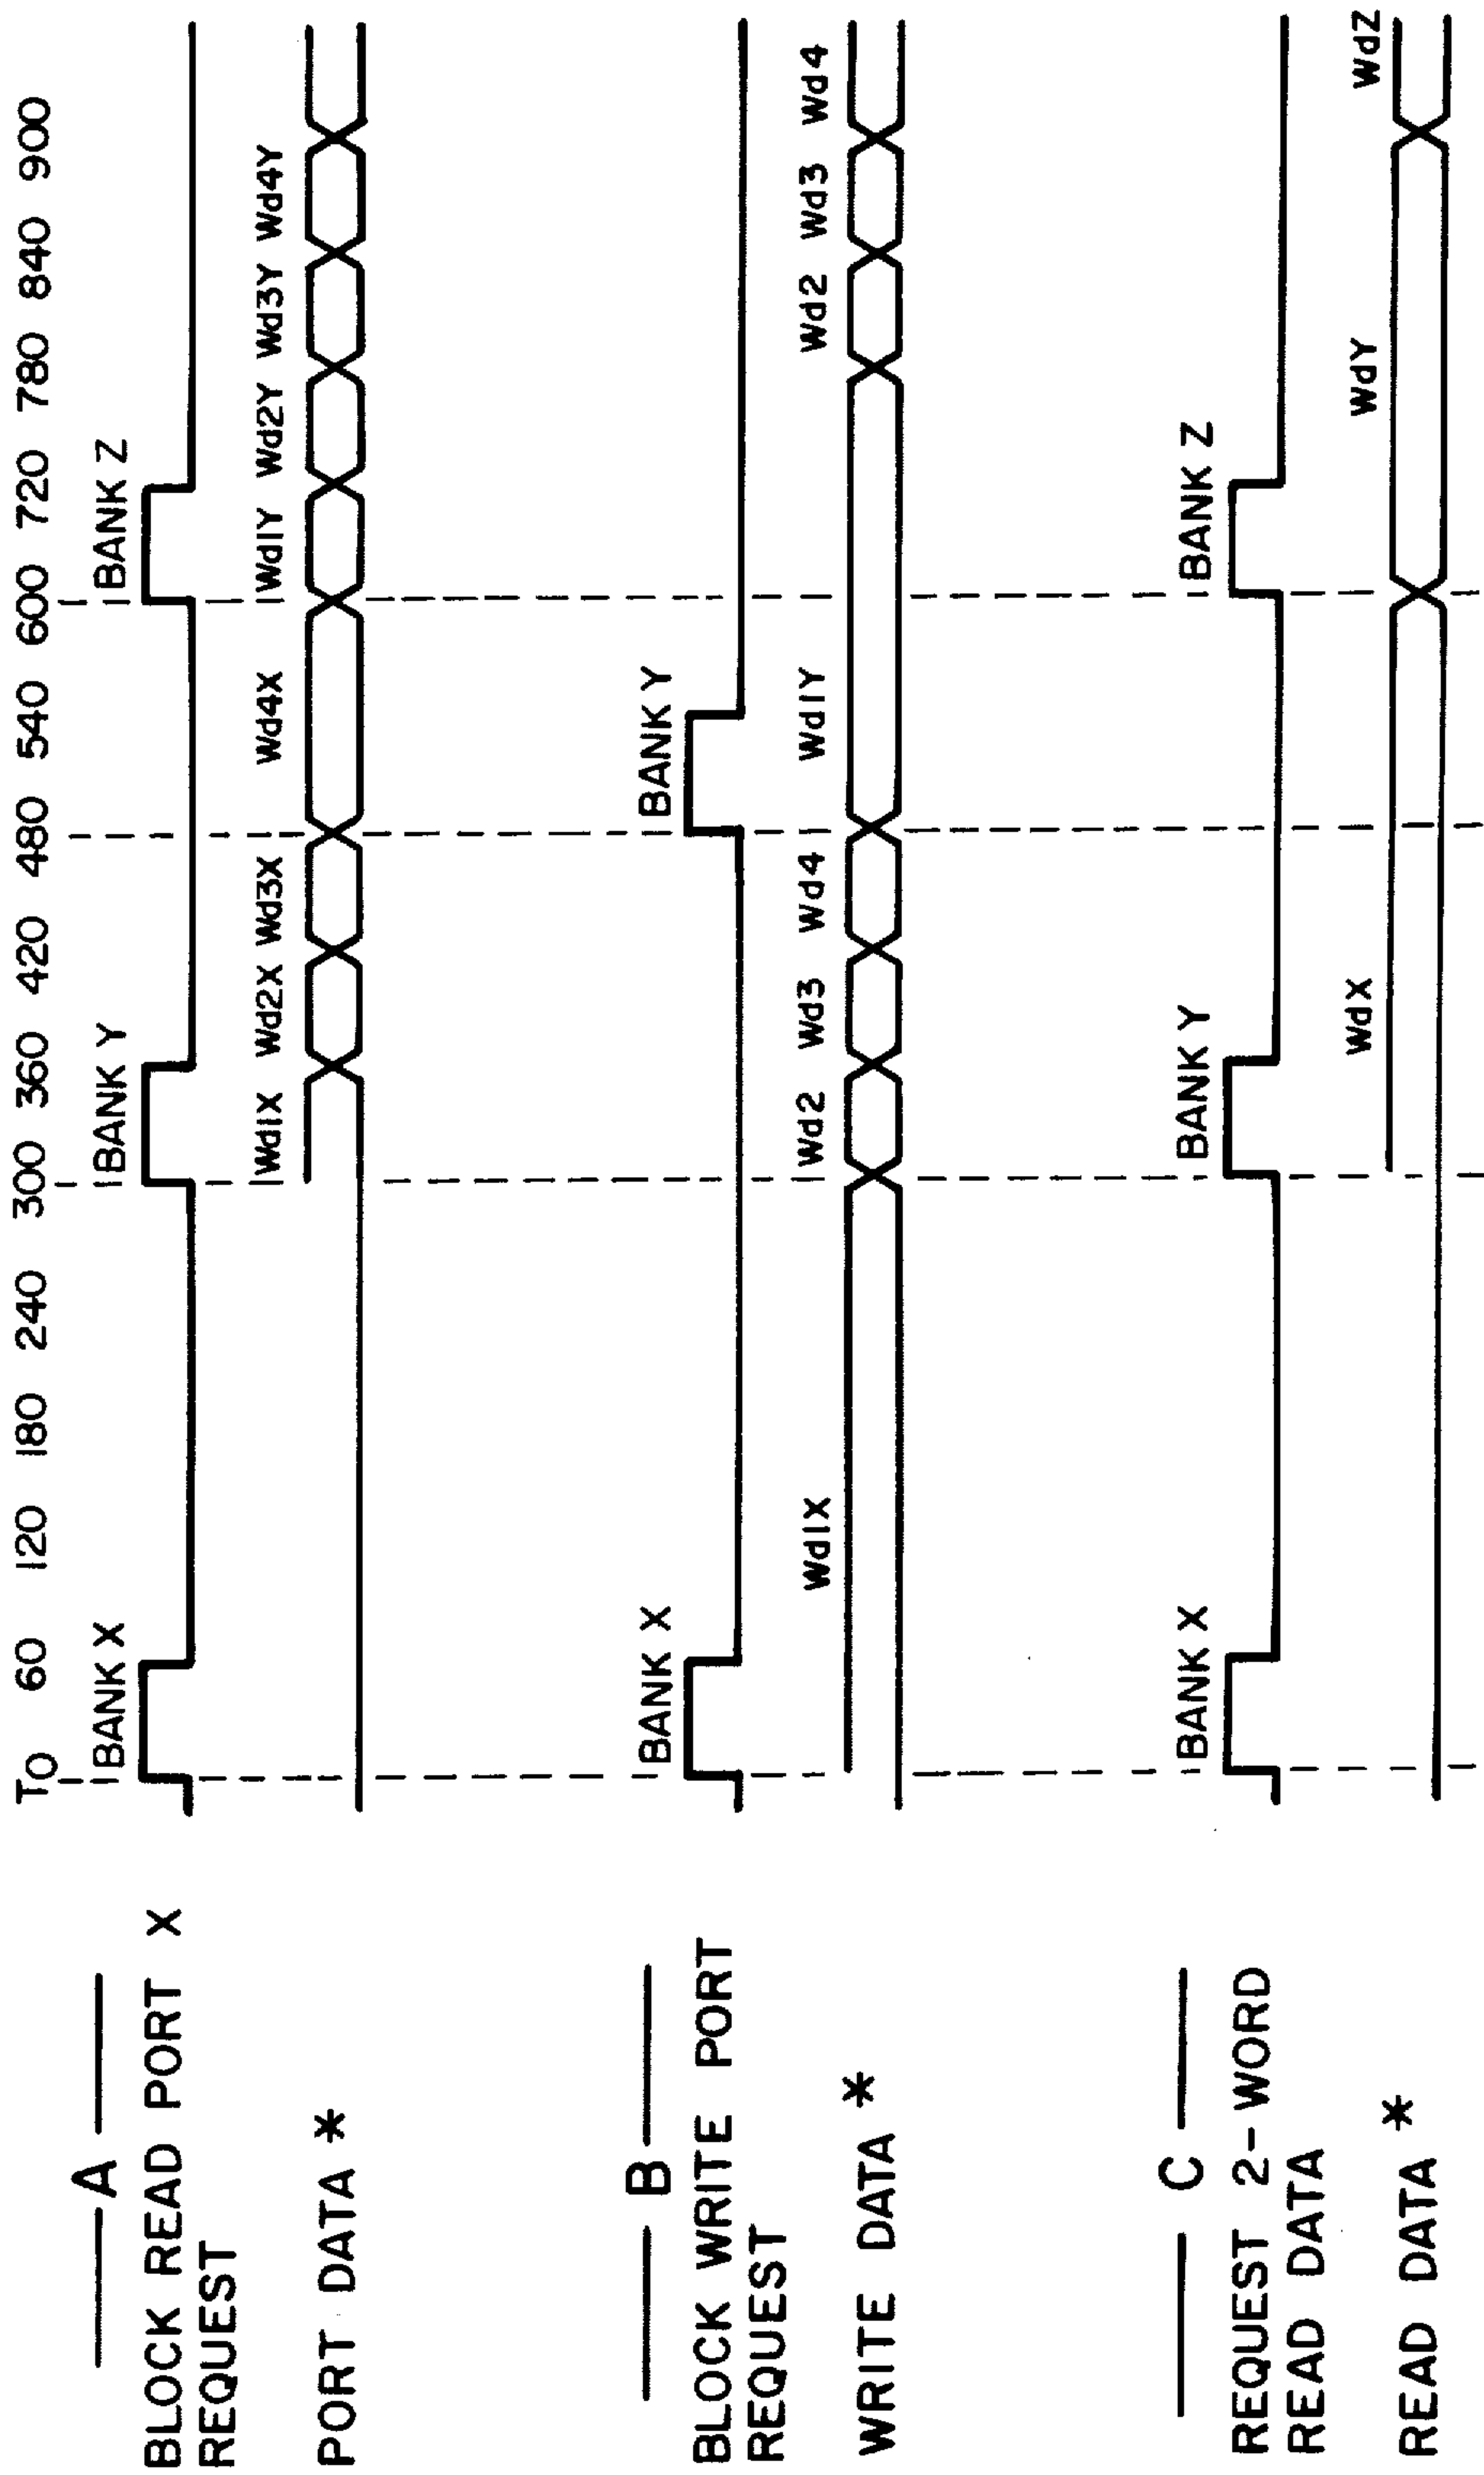 TO 60 120 180 240 300 360 420 480 540 600 720 780 840 900
A
BLOCK READ PORT X
REQUEST
BANK X BANK Y BANK Z
PORT DATA *
Wd1X Wd2X Wd3X Wd4X Wd1Y Wd2Y Wd3Y Wd4Y
B
BLOCK WRITE PORT
REQUEST
BANK X BANK Y
WRITE DATA *
Wd1X Wd2 Wd3 Wd4 Wd1Y Wd2 Wd3 Wd4
C
REQUEST 2-WORD
READ DATA
BANK X BANK Y BANK Z
READ DATA *
WdX WdY WdZ